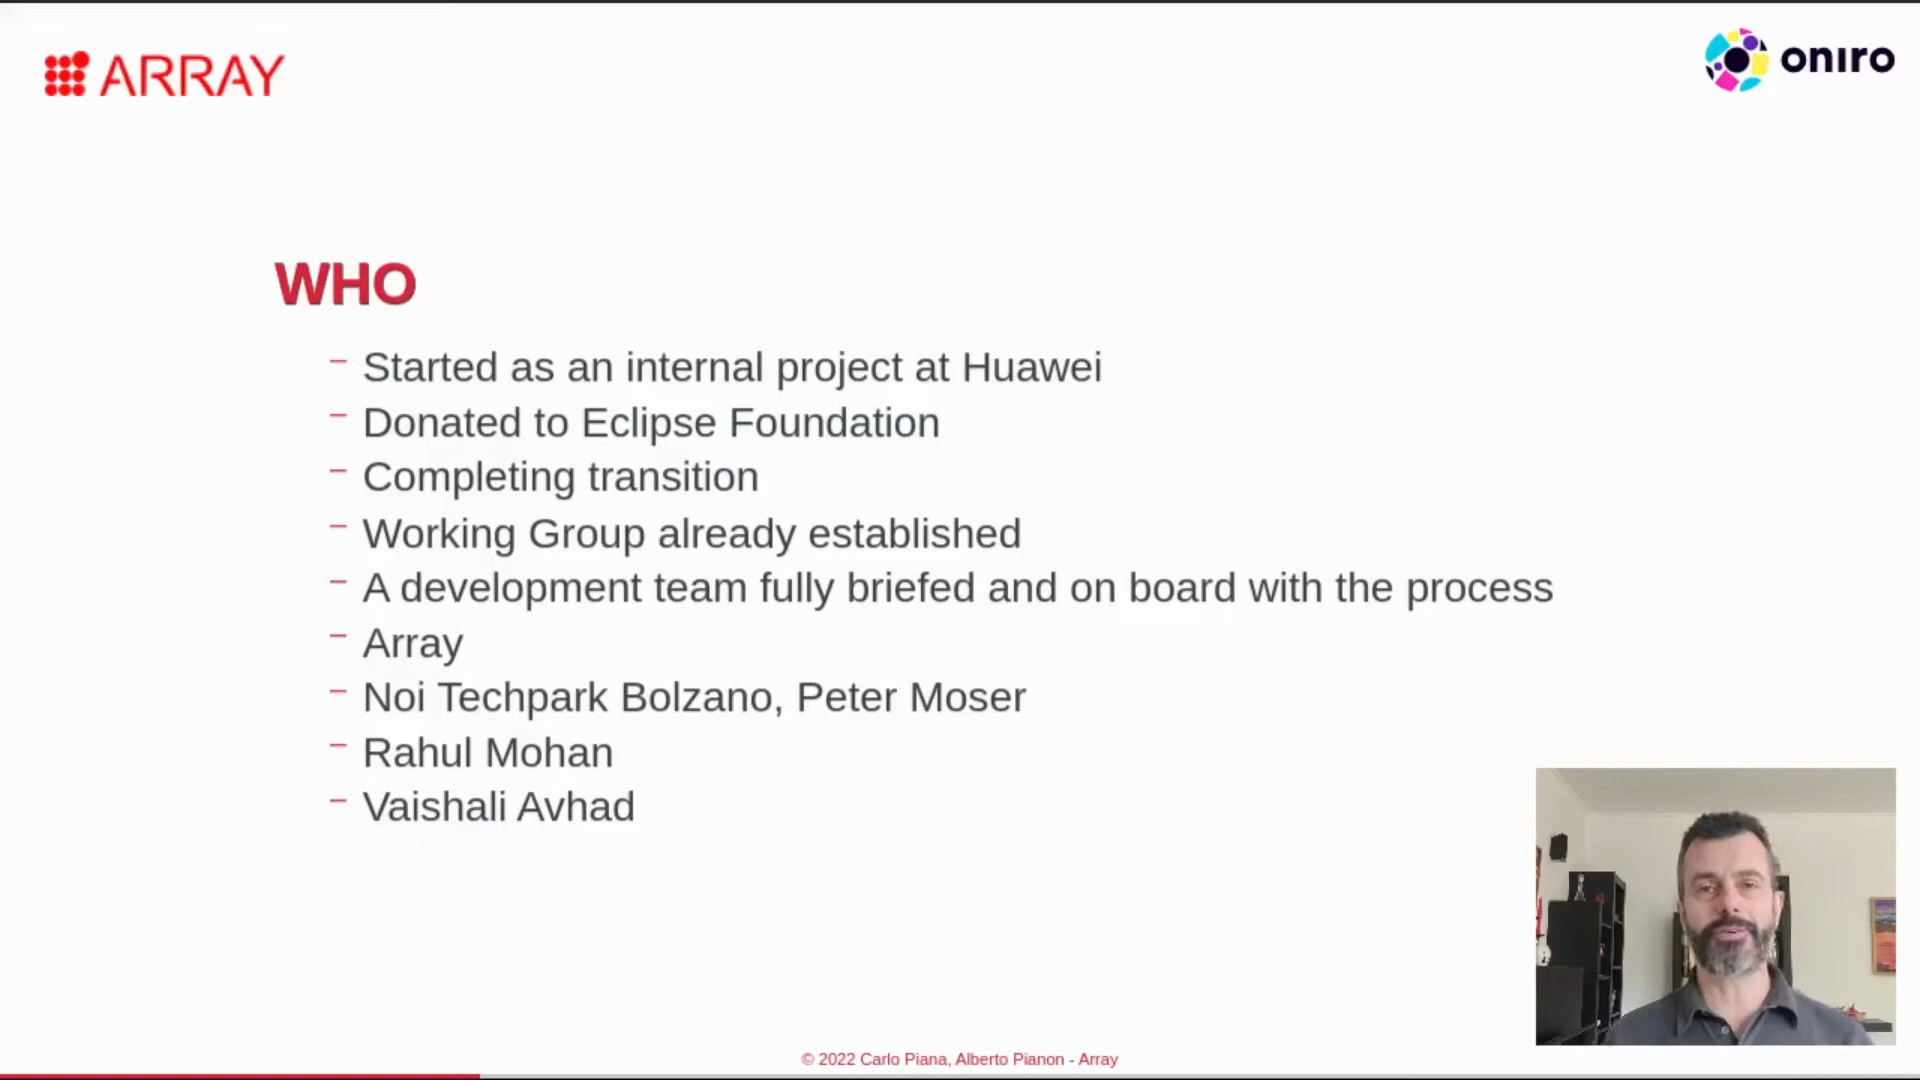 ARRAY
oniro
WHO
– Started as an internal project at Huawei
– Donated to Eclipse Foundation
– Completing transition
– Working Group already established
– A development team fully briefed and on board with the process
– Array
– Noi Techpark Bolzano, Peter Moser
– Rahul Mohan
– Vaishali Avhad
© 2022 Carlo Piana, Alberto Pianon - Array